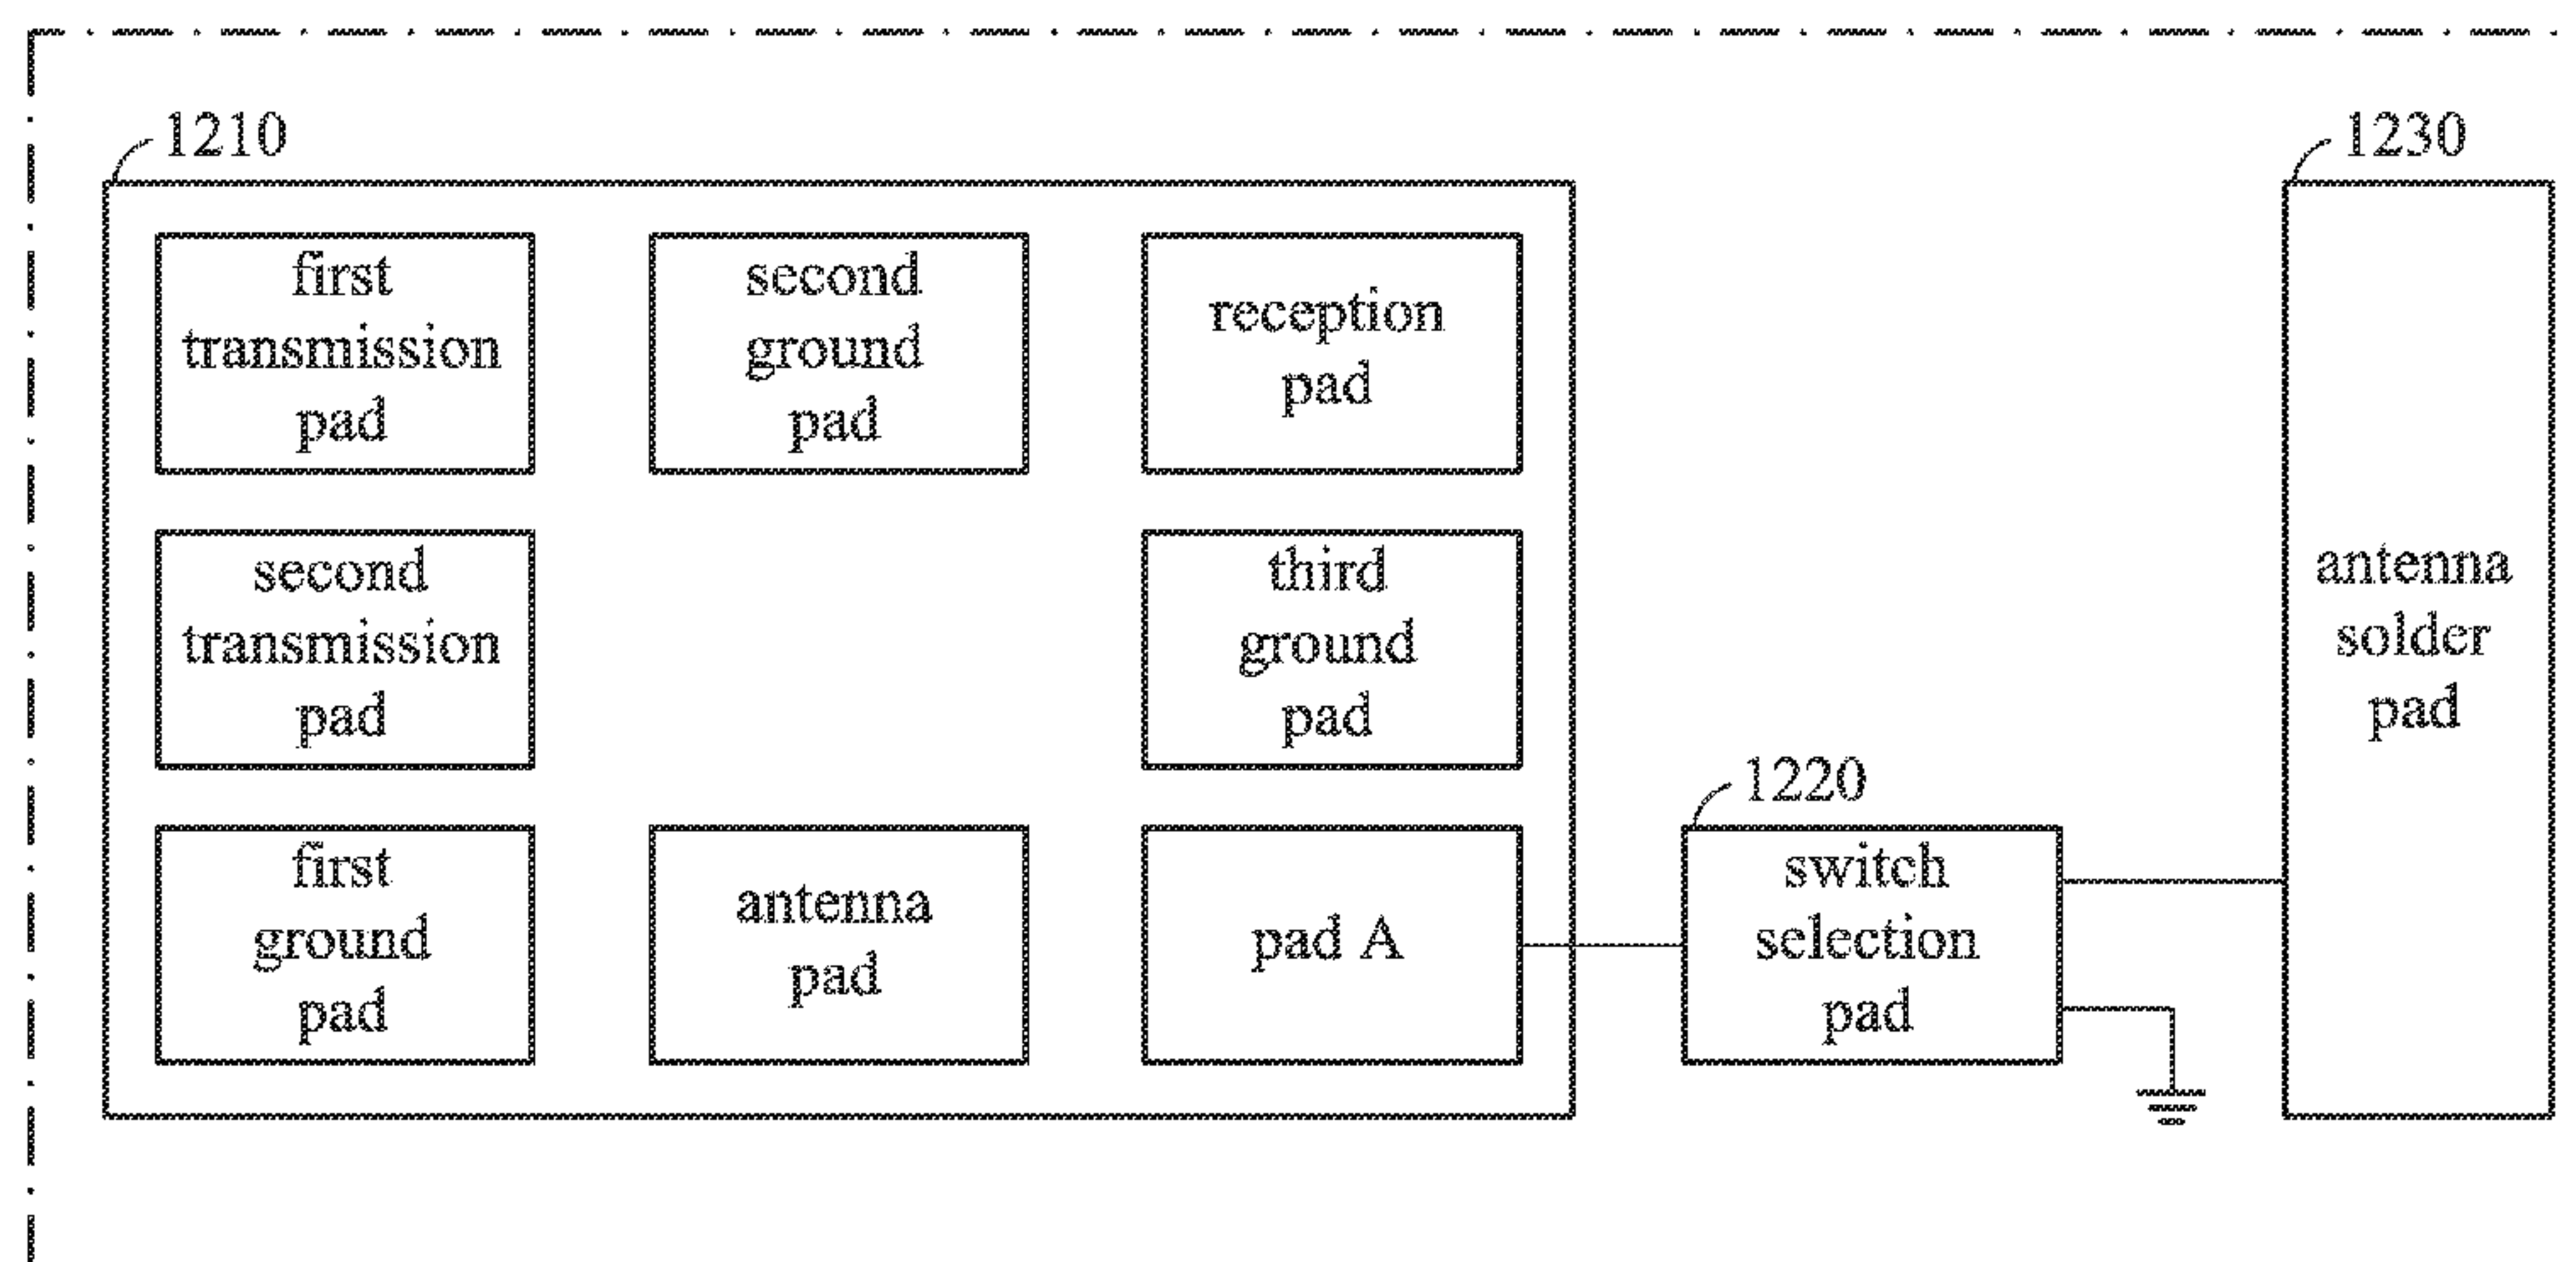 1210
1230
first
transmission
pad
second
ground
pad
reception
pad
second
transmission
pad
third
ground
pad
antenna
solder
pad
1220
first
ground
pad
antenna
pad
pad A
switch
selection
pad